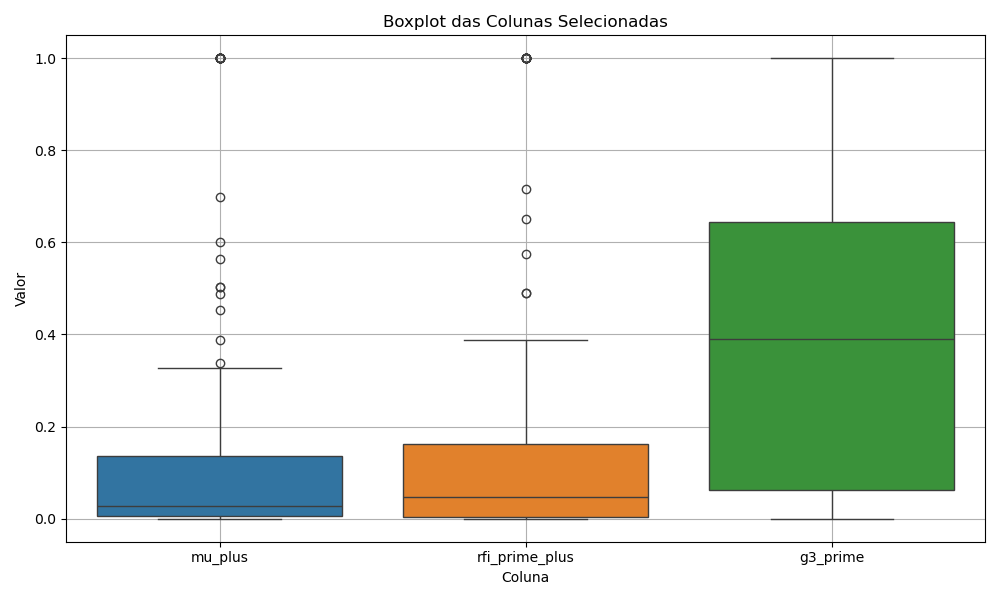 Boxplot das Colunas Selecionadas
1.0
0.8
0.6
0.4
0.2
0.0
Valor
mu_plus
rfi_prime_plus
g3_prime
Coluna